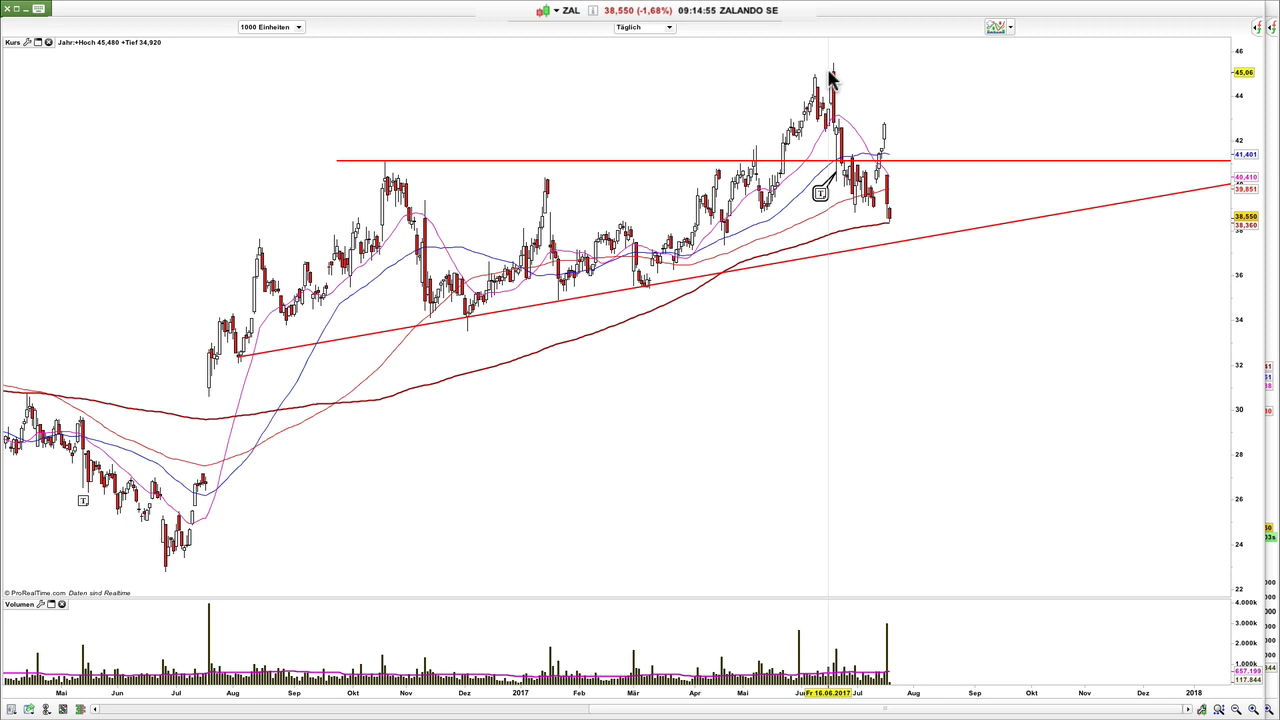 ZAL 38,550 (-1,68%) 09:14:55 ZALANDO SE
1000 Einheiten
Täglich
Kurs
Jahr:+Hoch 45,480 +Tief 34,920
46
45,06
44
42
41,401
40,410
39,851
38,550
38,360
36
34
32
30
28
26
24
22
T
T
© ProRealTime.com Daten sind Realtime
Volumen
4.000k
3.000k
2.000k
1.000k
657.199
117.844
Mai Jun Jul Aug Sep Okt Nov Dez 2017 Feb Mär Apr Mai Fr 16.06.2017 Jul Aug Sep Okt Nov Dez 2018